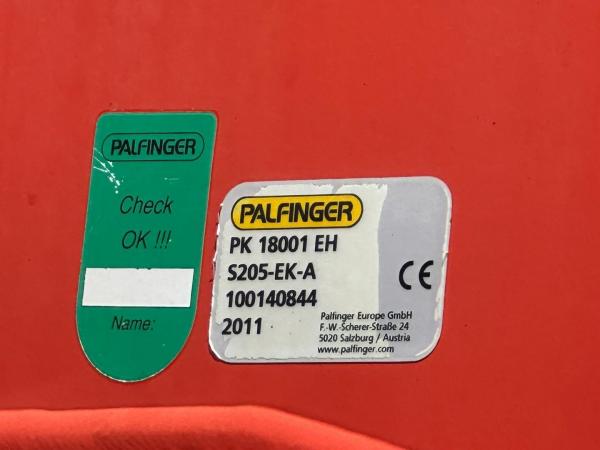 PALFINGER
Check
OK !!!
Name:
PALFINGER
PK 18001 EH
S205-EK-A
100140844
2011
CE
Palfinger Europe GmbH
F.-W.-Scherer-Straße 24
5020 Salzburg / Austria
www.palfinger.com